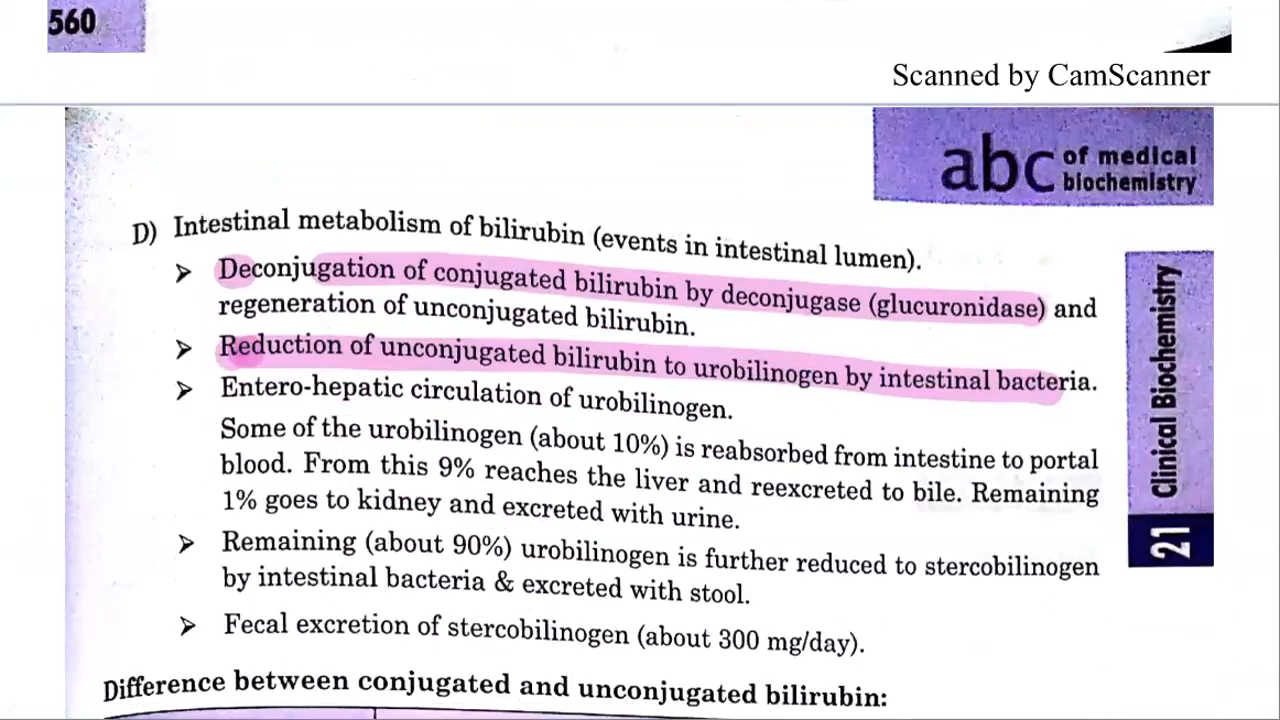 560
Scanned by CamScanner
abc of medical
biochemistry
D) Intestinal metabolism of bilirubin (events in intestinal lumen).
➤ Deconjugation of conjugated bilirubin by deconjugase (glucuronidase) and
regeneration of unconjugated bilirubin.
➤ Reduction of unconjugated bilirubin to urobilinogen by intestinal bacteria.
➤ Entero-hepatic circulation of urobilinogen.
Some of the urobilinogen (about 10%) is reabsorbed from intestine to portal
blood. From this 9% reaches the liver and reexcreted to bile. Remaining
1% goes to kidney and excreted with urine.
➤ Remaining (about 90%) urobilinogen is further reduced to stercobilinogen
by intestinal bacteria & excreted with stool.
➤ Fecal excretion of stercobilinogen (about 300 mg/day).
Difference between conjugated and unconjugated bilirubin:
21 Clinical Biochemistry